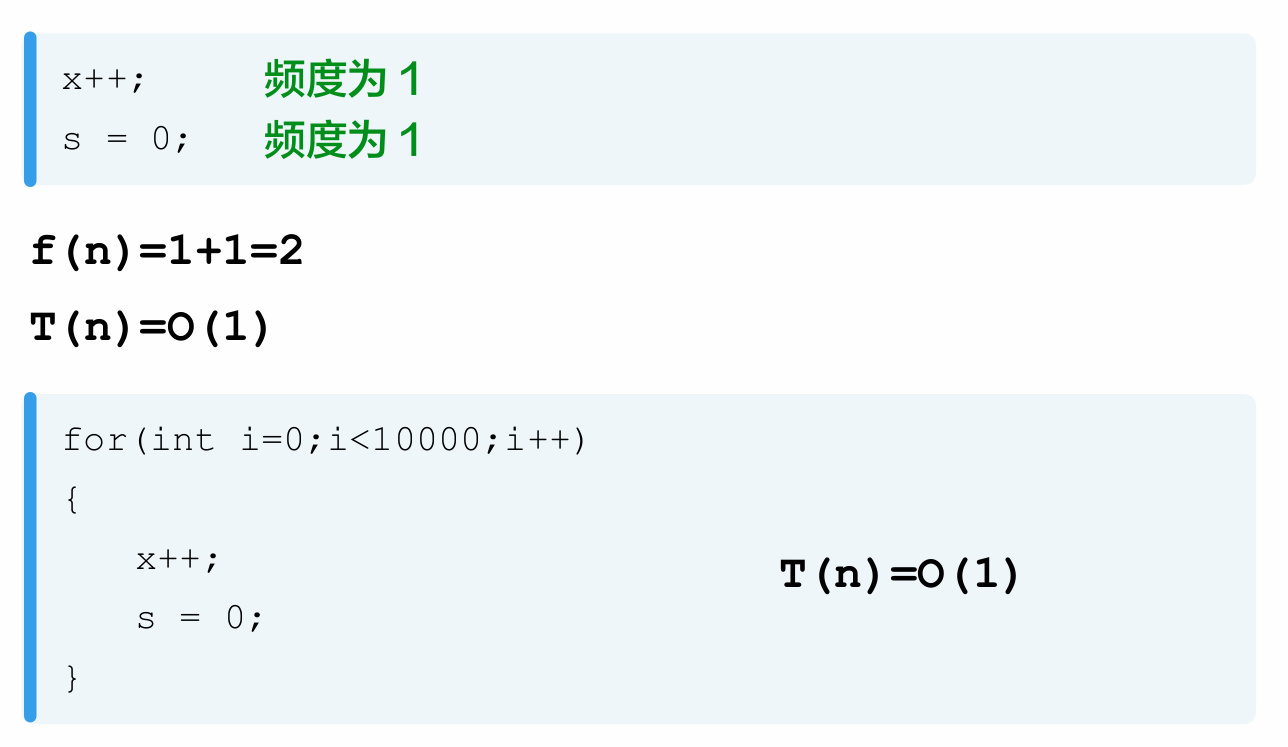 x++; 频度为 1
s = 0; 频度为 1
f(n)=1+1=2
T(n)=O(1)
for(int i=0;i<10000;i++)
{
x++;
s = 0;
T(n)=O(1)
}